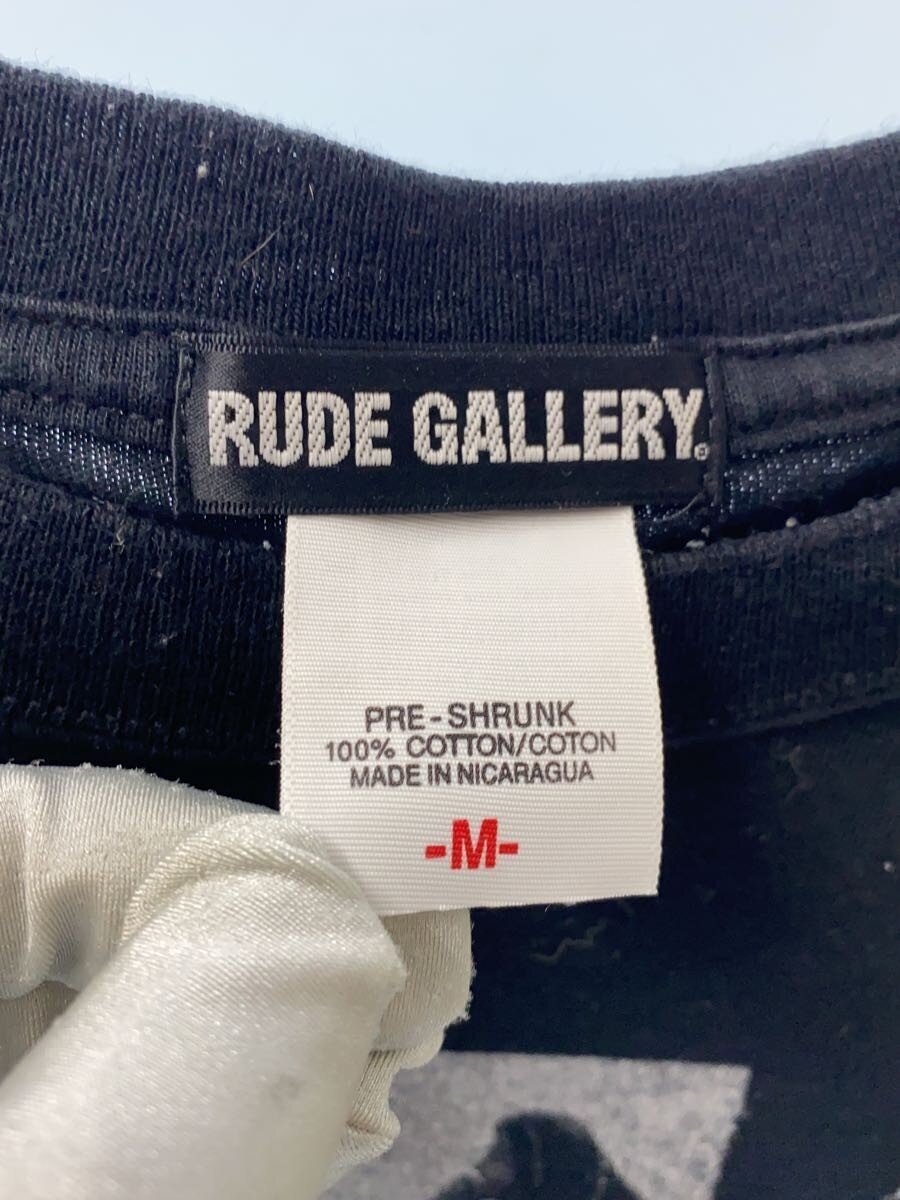 RUDE GALLERY
PRE-SHRUNK
100% COTTON/COTON
MADE IN NICARAGUA
-M-